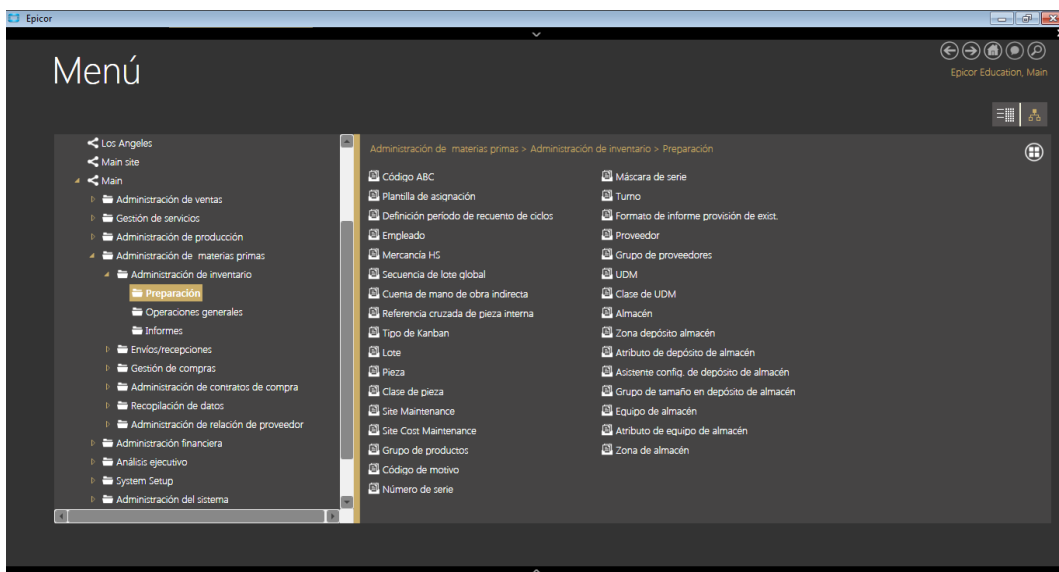 Epicor
Menú
Epicor Education, Main
Los Angeles
Main site
Main
Administración de ventas
Gestión de servicios
Administración de producción
Administración de materias primas
Administración de inventario
Preparación
Operaciones generales
Informes
Envíos/recepciones
Gestión de compras
Administración de contratos de compra
Recopilación de datos
Administración de relación de proveedor
Administración financiera
Análisis ejecutivo
System Setup
Administración del sistema
Administración de materias primas > Administración de inventario > Preparación
Código ABC
Plantilla de asignación
Definición período de recuento de ciclos
Empleado
Mercancía HS
Secuencia de lote global
Cuenta de mano de obra indirecta
Referencia cruzada de pieza interna
Tipo de Kanban
Lote
Pieza
Clase de pieza
Site Maintenance
Site Cost Maintenance
Grupo de productos
Código de motivo
Número de serie
Máscara de serie
Turno
Formato de informe provisión de exist.
Proveedor
Grupo de proveedores
UDM
Clase de UDM
Almacén
Zona depósito almacén
Atributo de depósito de almacén
Asistente config. de depósito de almacén
Grupo de tamaño en depósito de almacén
Equipo de almacén
Atributo de equipo de almacén
Zona de almacén